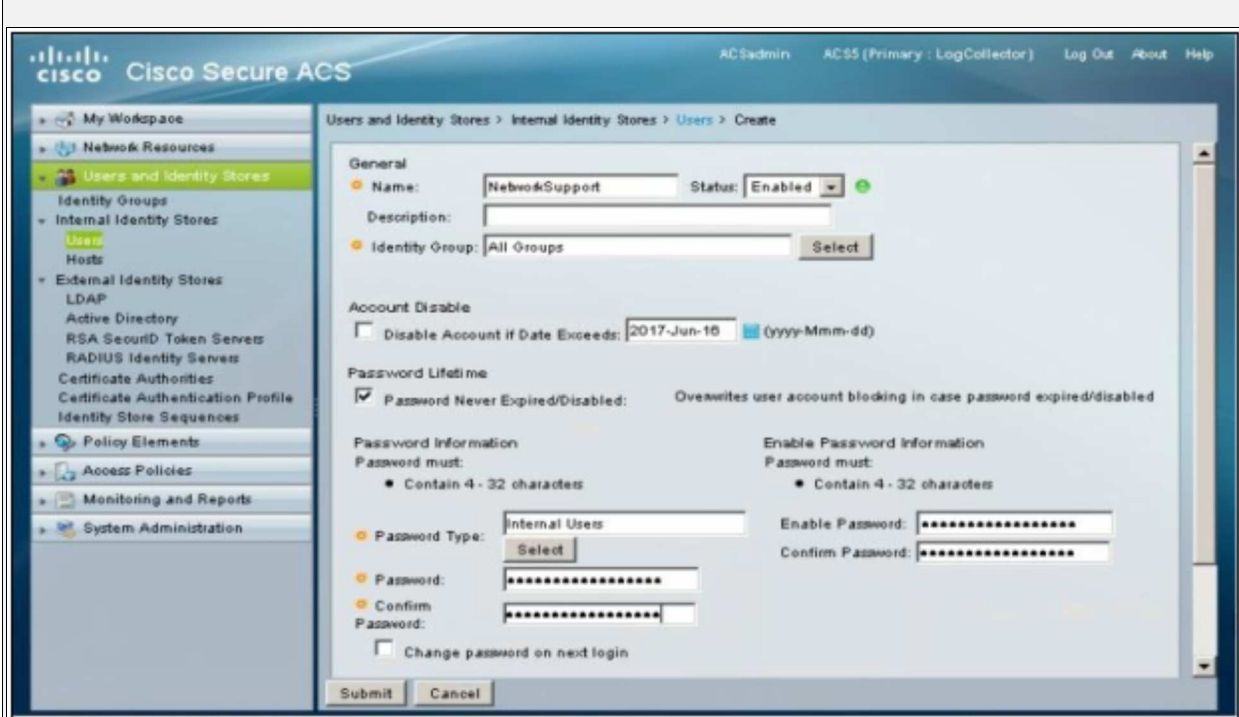 CISCO Cisco Secure ACS
ACSadmin ACS5 (Primary : LogCollector) Log Out About Help
My Workspace
Network Resources
Users and Identity Stores
Identity Groups
Internal Identity Stores
Users
Hosts
External Identity Stores
LDAP
Active Directory
RSA SecurID Token Servers
RADIUS Identity Servers
Certificate Authorities
Certificate Authentication Profile
Identity Store Sequences
Policy Elements
Access Policies
Monitoring and Reports
System Administration
Users and Identity Stores > Internal Identity Stores > Users > Create
General
Name: NetworkSupport Status: Enabled
Description:
Identity Group: All Groups Select
Account Disable
Disable Account if Date Exceeds: 2017-Jun-16 (yyyy-Mmm-dd)
Password Lifetime
Password Never Expired/Disabled: Overwrites user account blocking in case password expired/disabled
Password Information
Password must:
• Contain 4 - 32 characters
Password Type: Internal Users
Select
Password: •••••••••••••••••
Confirm Password: •••••••••••••••••
Change password on next login
Enable Password Information
Password must:
• Contain 4 - 32 characters
Enable Password: •••••••••••••••••
Confirm Password: •••••••••••••••••
Submit Cancel